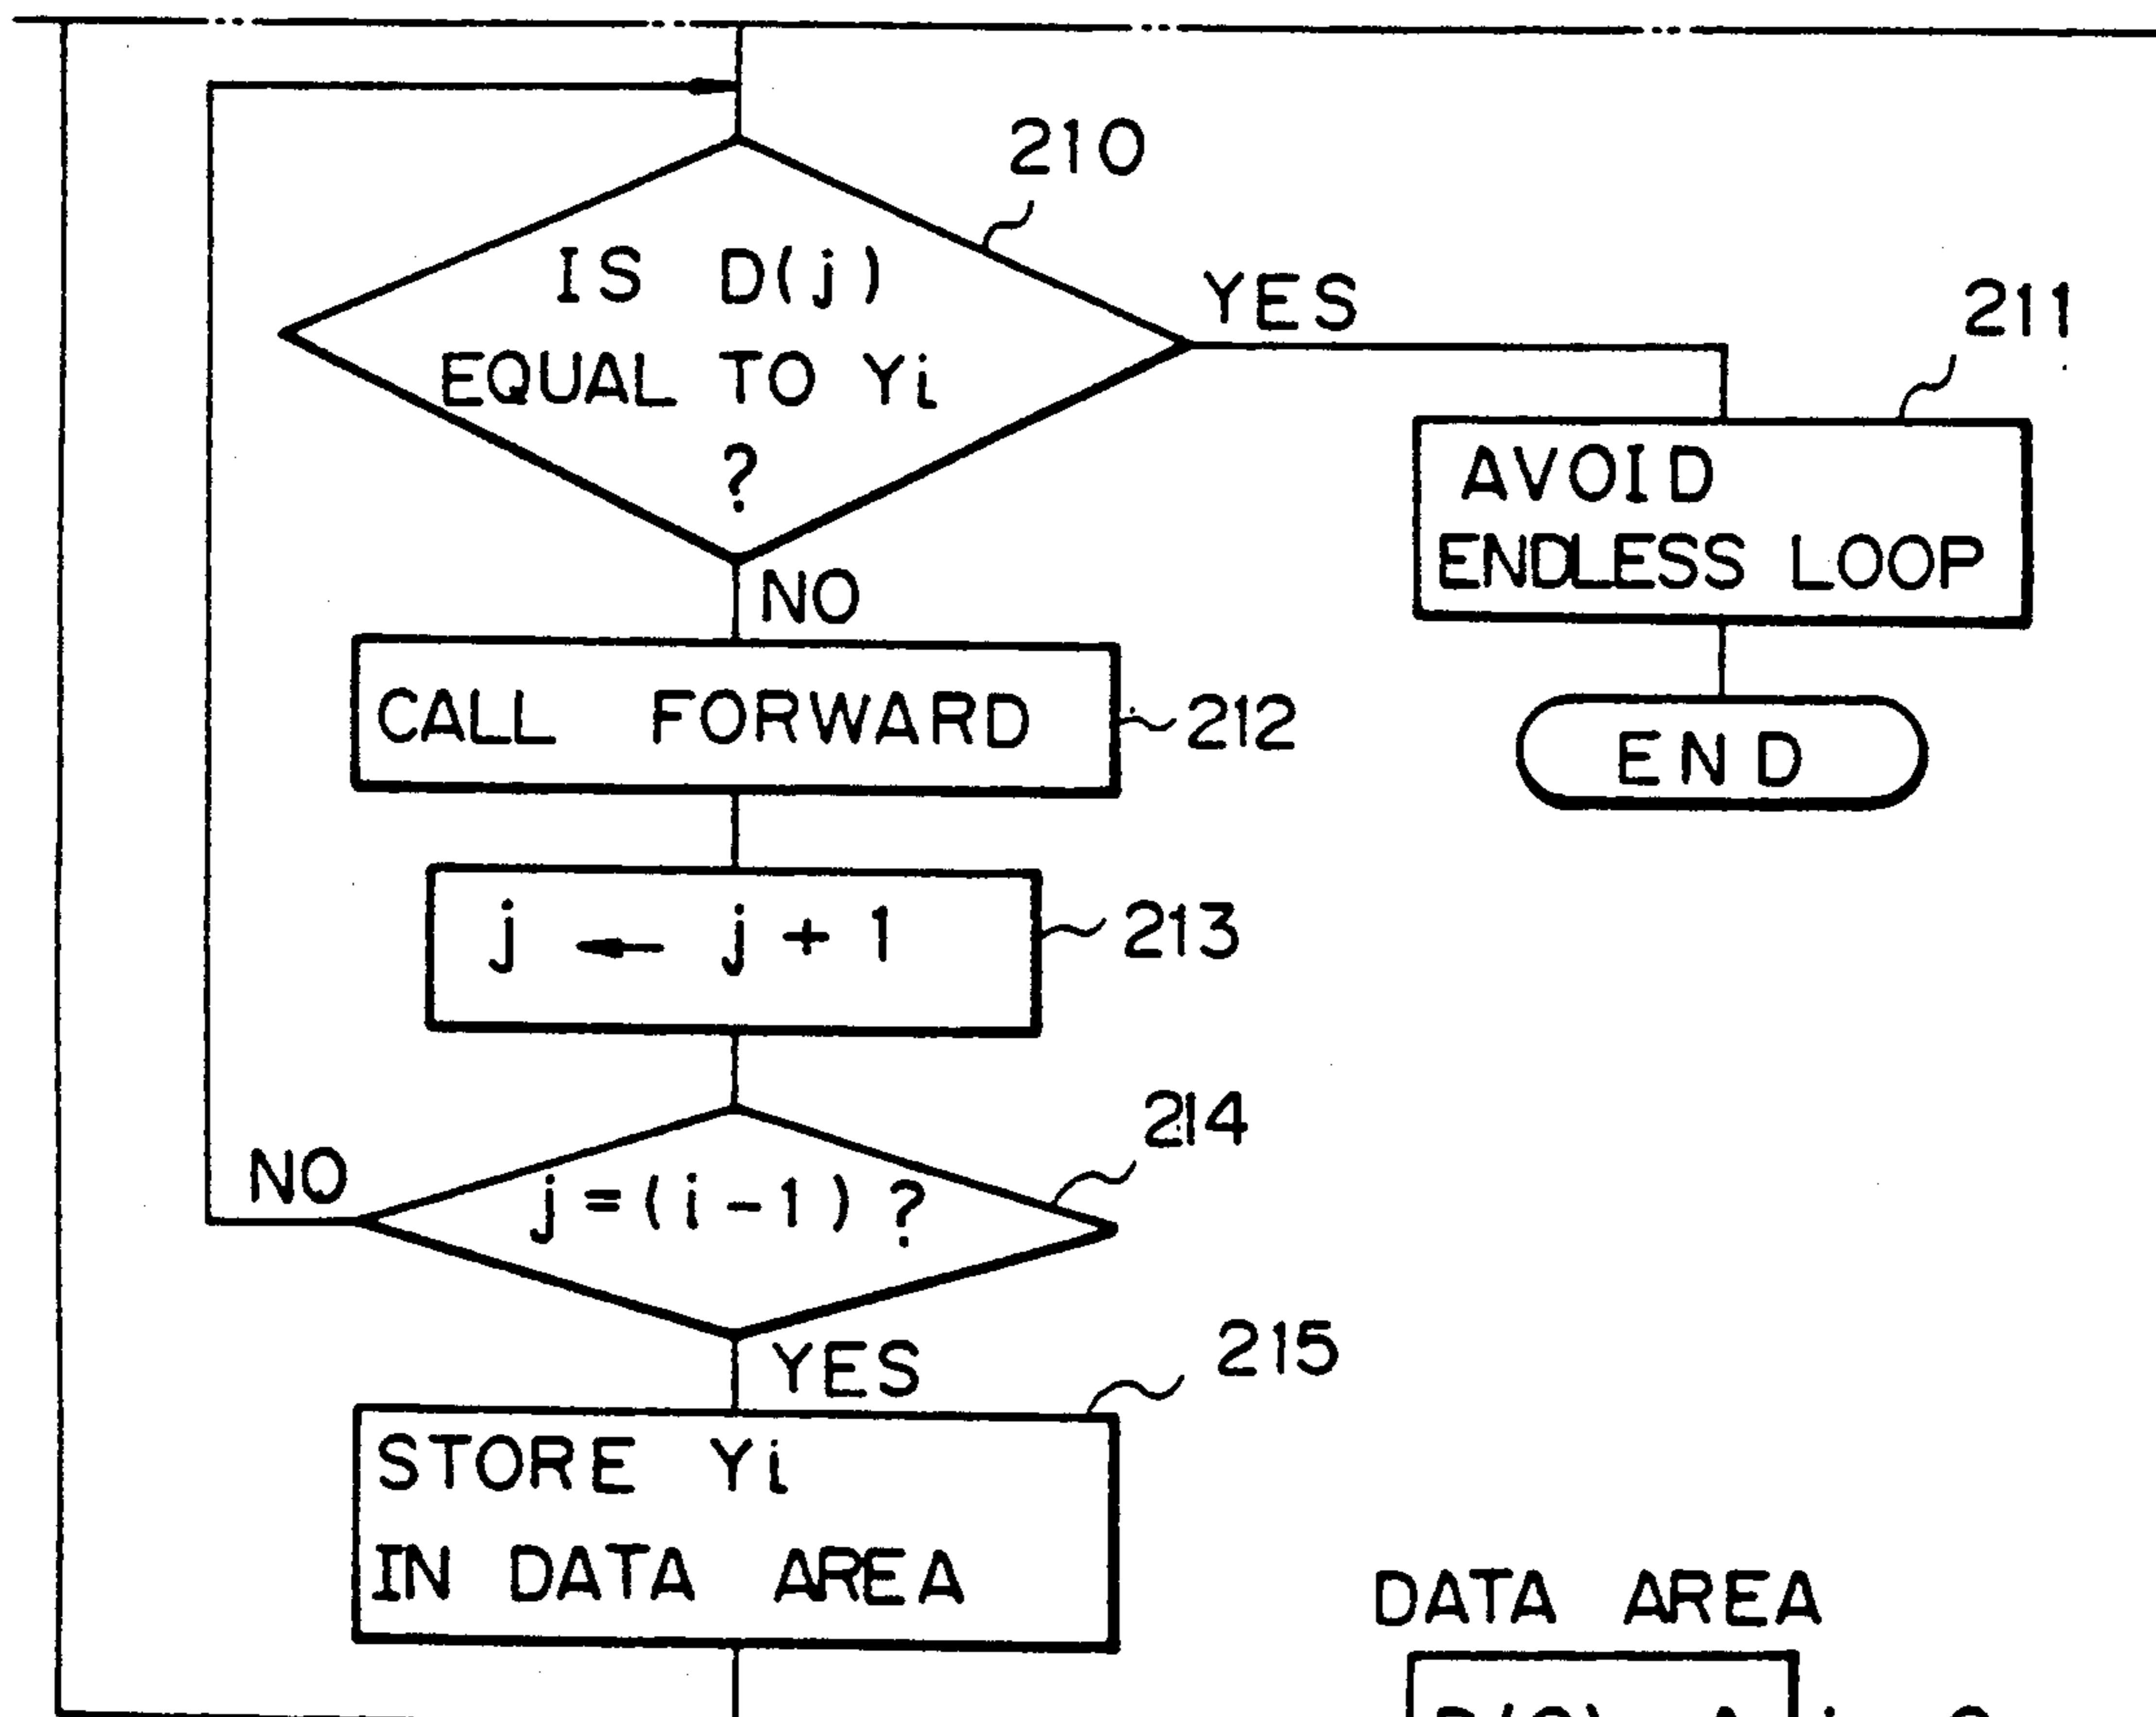 210
IS D(j)
EQUAL TO Yi
?
YES
211
AVOID
ENDLESS LOOP
END
NO
CALL FORWARD
212
j ← j + 1
213
214
NO
j = (i - 1) ?
YES
215
STORE Yi
IN DATA AREA
DATA AREA